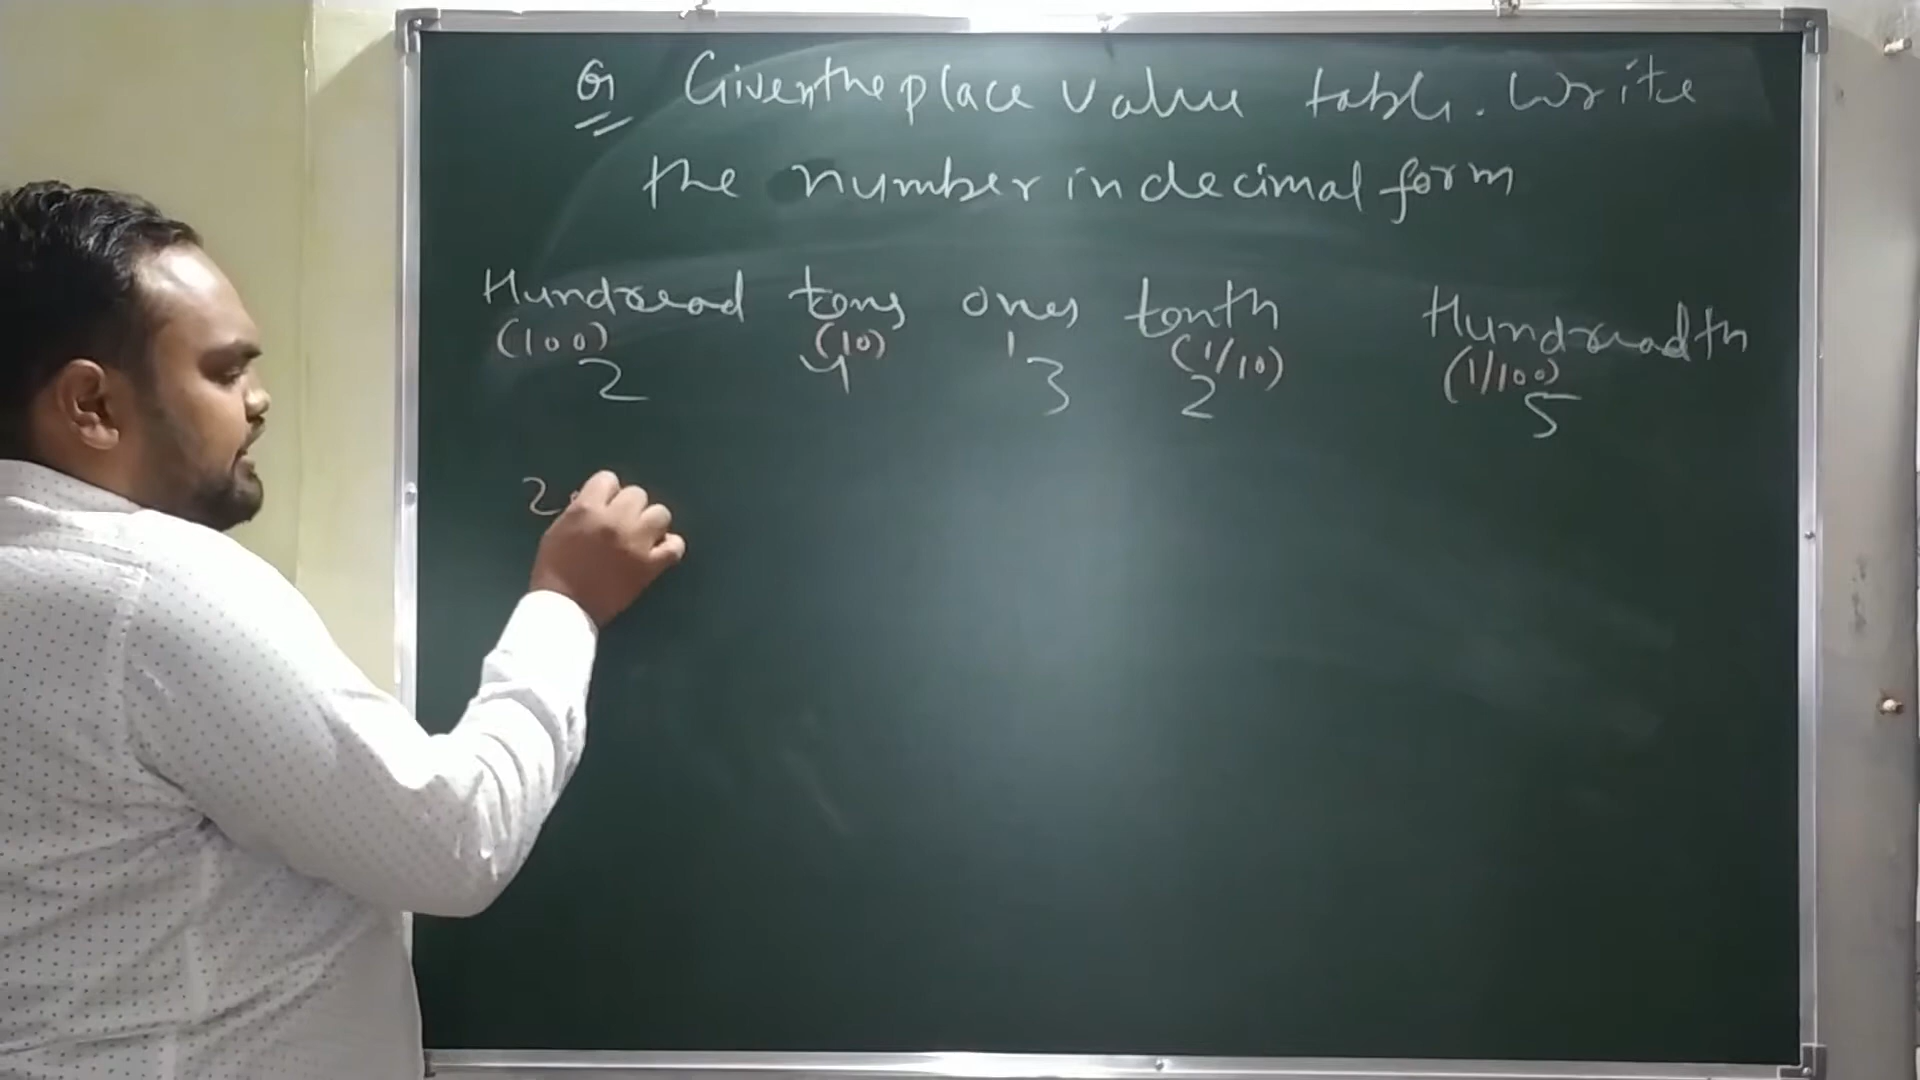 Q Given the place value table. Write
the number in decimal form
Hundread tens ones tenth Hundreadth
(100) (10) 1 (1/10) (1/100)
2 4 3 2 5
2